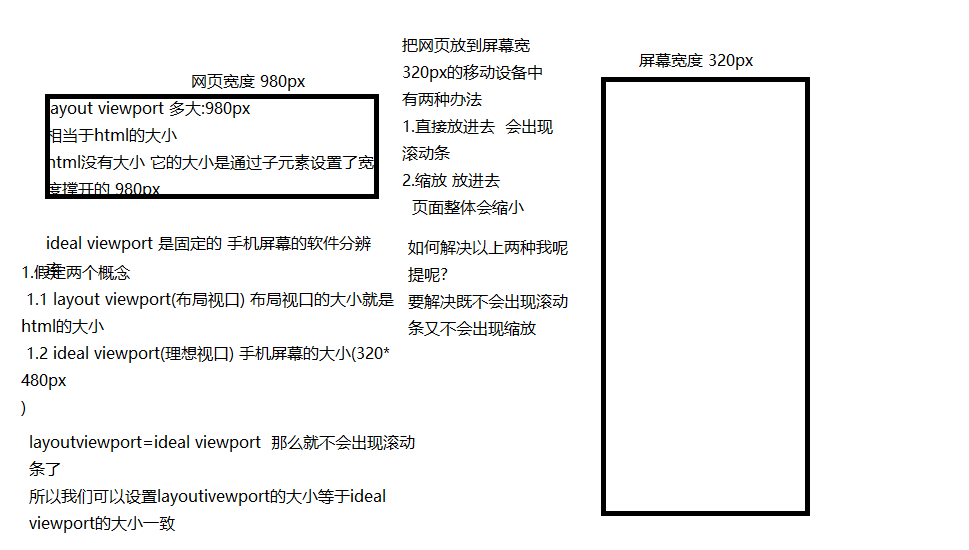 网页宽度 980px
layout viewport 多大:980px
相当于html的大小
html没有大小 它的大小是通过子元素设置了宽
度撑开的 980px
ideal viewport 是固定的 手机屏幕的软件分辨
率
1.假定两个概念
1.1 layout viewport(布局视口) 布局视口的大小就是
html的大小
1.2 ideal viewport(理想视口) 手机屏幕的大小(320*
480px
)
layoutviewport=ideal viewport 那么就不会出现滚动
条了
所以我们可以设置layoutivewport的大小等于ideal
viewport的大小一致
把网页放到屏幕宽
320px的移动设备中
有两种办法
1.直接放进去 会出现
滚动条
2.缩放 放进去
页面整体会缩小
如何解决以上两种我呢
提呢?
要解决既不会出现滚动
条又不会出现缩放
屏幕宽度 320px